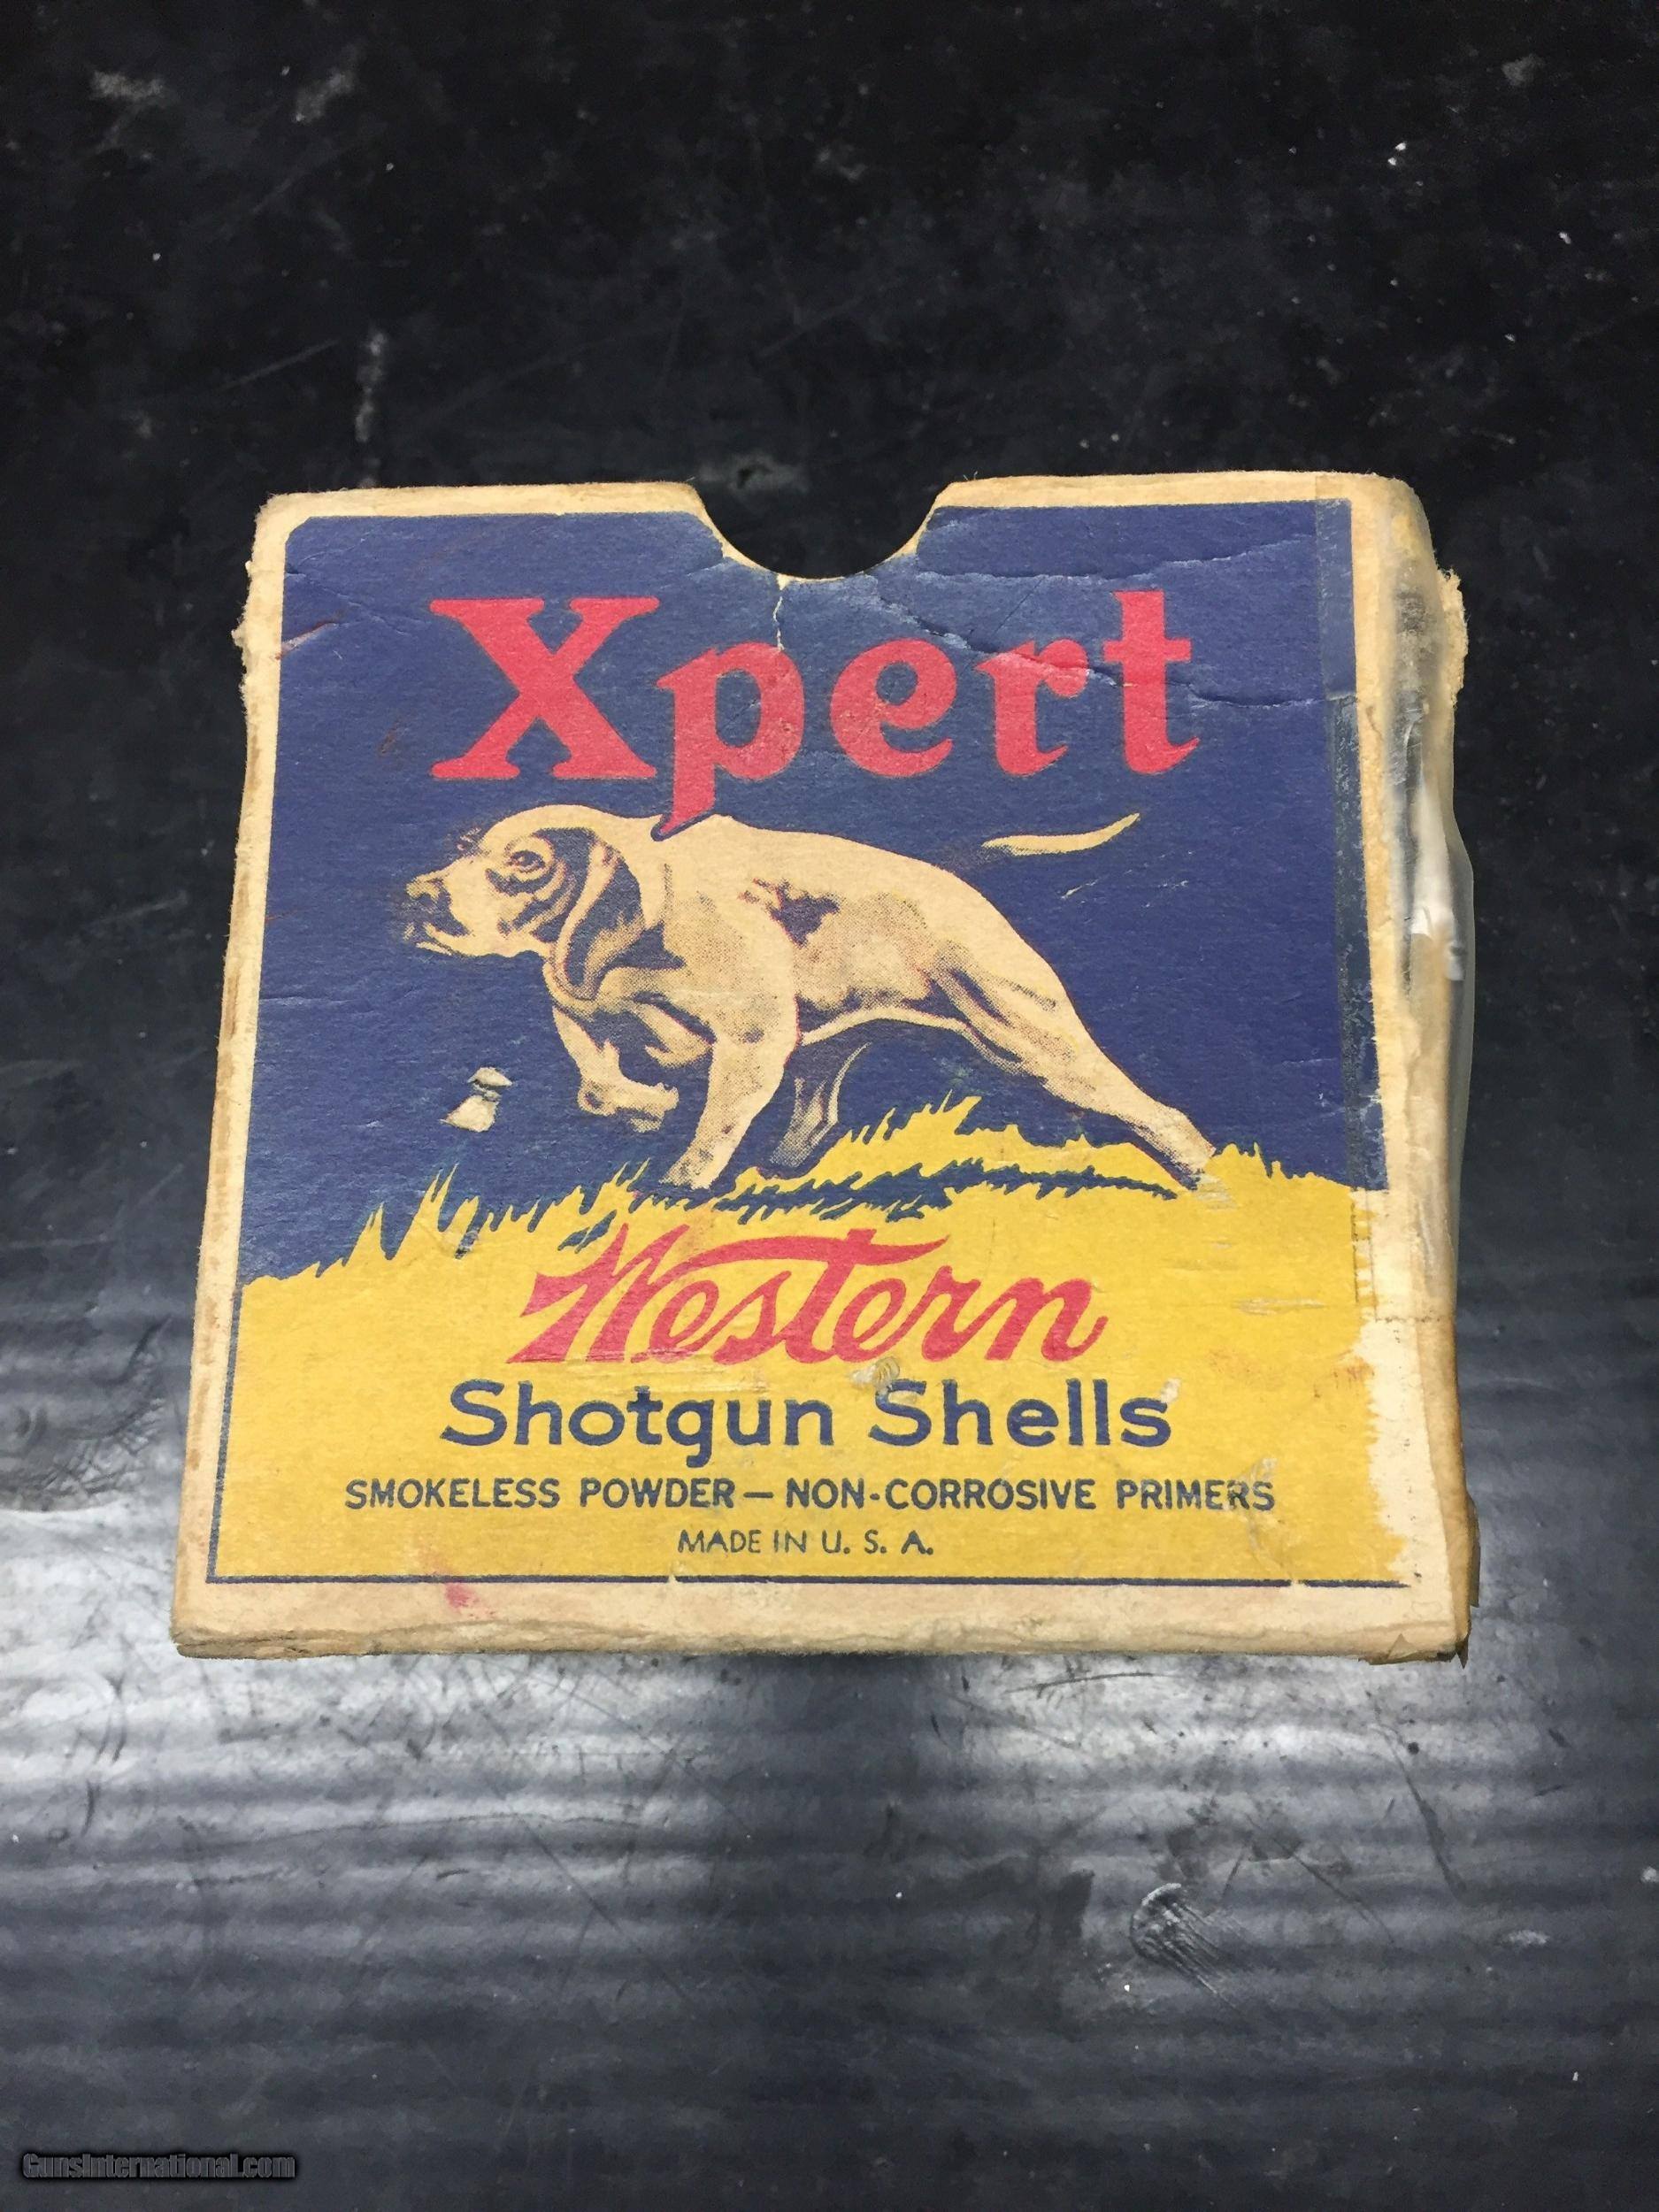 Xpert
Western
Shotgun Shells
SMOKELESS POWDER — NON-CORROSIVE PRIMERS
MADE IN U. S. A.
GunsInternational.com